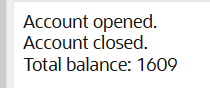 Account opened.
Account closed.
Total balance: 1609